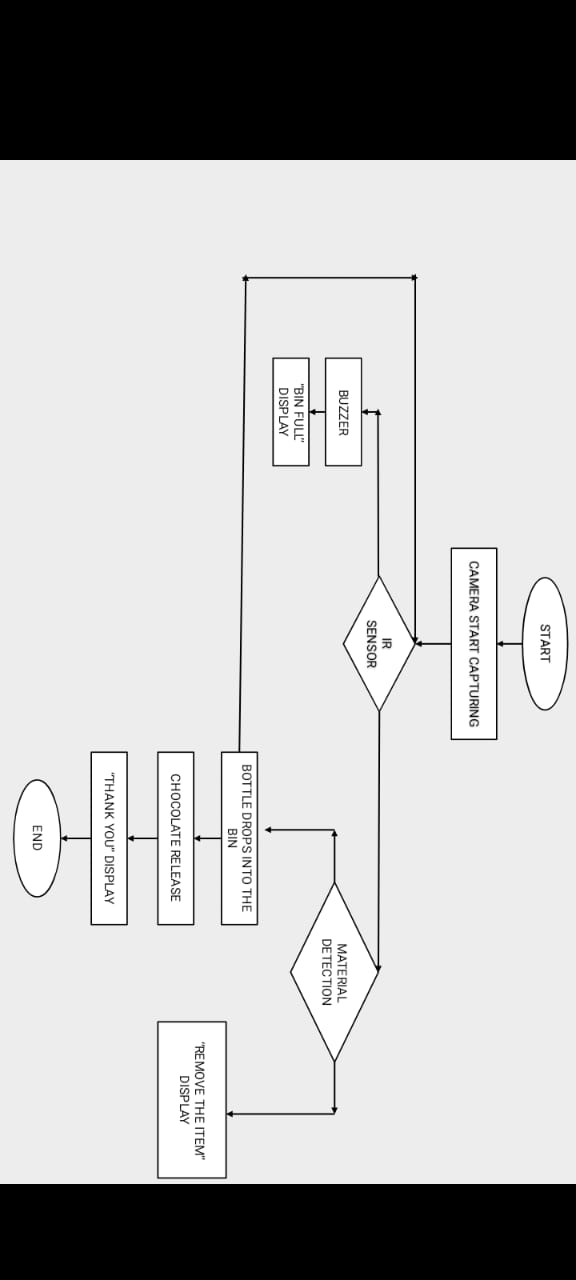 START
CAMERA START CAPTURING
IR
SENSOR
BUZZER
"BIN FULL"
DISPLAY
MATERIAL
DETECTION
BOTTLE DROPS INTO THE
BIN
"REMOVE THE ITEM"
DISPLAY
CHOCOLATE RELEASE
"THANK YOU" DISPLAY
END